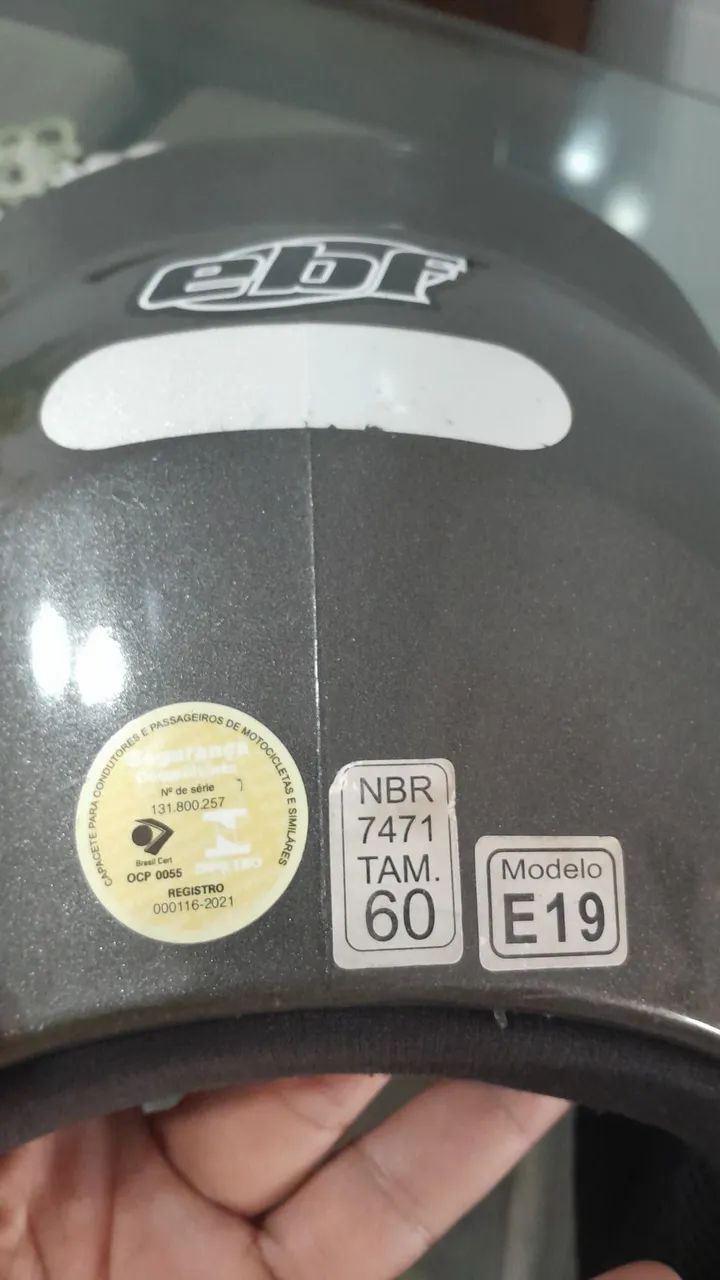 ebf
CAPACETE PARA CONDUTORES E PASSAGEIROS DE MOTOCICLETAS E SIMILARES
Segurança
Nº de série
131.800.257
Brasil Cert
OCP 0055
REGISTRO
000116-2021
NBR
7471
TAM.
60
Modelo
E19